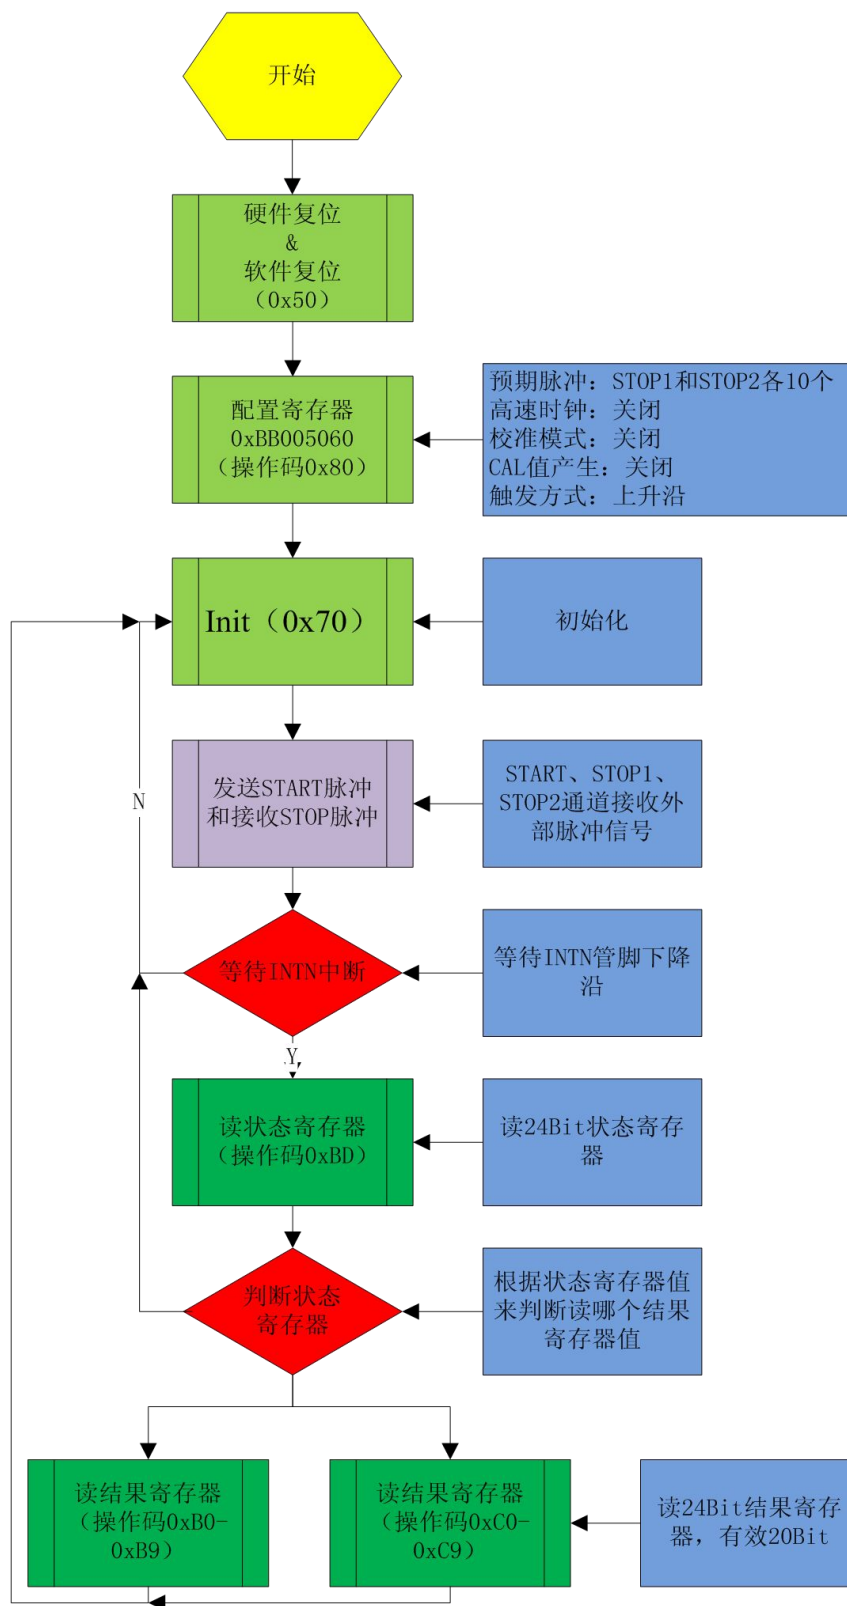 开始
硬件复位
&
软件复位
（0x50）
配置寄存器
0xBB005060
（操作码0x80）
预期脉冲：STOP1和STOP2各10个
高速时钟：关闭
校准模式：关闭
CAL值产生：关闭
触发方式：上升沿
Init（0x70）
初始化
发送START脉冲
和接收STOP脉冲
START、STOP1、
STOP2通道接收外
部脉冲信号
N
等待INTN中断
等待INTN管脚下降
沿
Y
读状态寄存器
（操作码0xBD）
读24Bit状态寄存
器
判断状态
寄存器
根据状态寄存器值
来判断读哪个结果
寄存器值
读结果寄存器
（操作码0xB0-
0xB9）
读结果寄存器
（操作码0xC0-
0xC9）
读24Bit结果寄存
器，有效20Bit